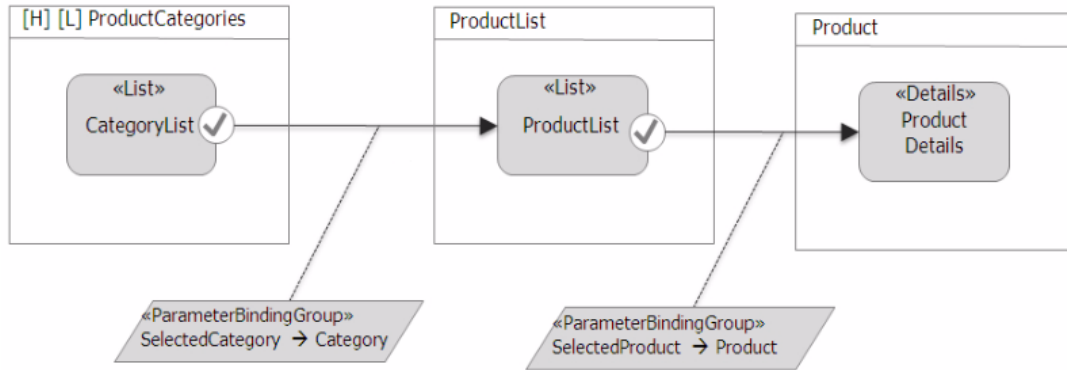 [H] [L] ProductCategories
«List»
CategoryList
ProductList
«List»
ProductList
Product
«Details»
Product
Details
«ParameterBindingGroup»
SelectedCategory → Category
«ParameterBindingGroup»
SelectedProduct → Product